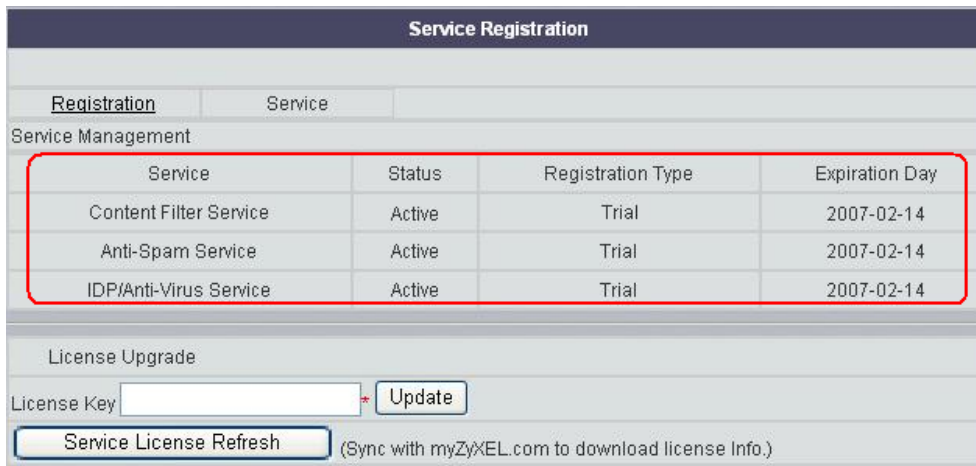 Service Registration
Registration Service
Service Management
Service Status Registration Type Expiration Day
Content Filter Service Active Trial 2007-02-14
Anti-Spam Service Active Trial 2007-02-14
IDP/Anti-Virus Service Active Trial 2007-02-14
License Upgrade
License Key * Update
Service License Refresh (Sync with myZyXEL.com to download license Info.)